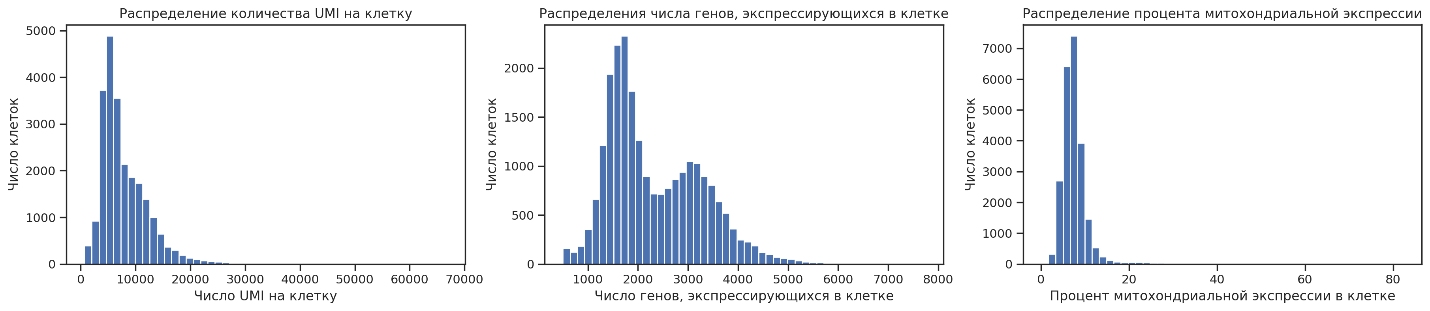 Распределение количества UMI на клетку
5000
4000
3000
2000
1000
0
Число клеток
0 10000 20000 30000 40000 50000 60000 70000
Число UMI на клетку
Распределения числа генов, экспрессирующихся в клетке
2000
1500
1000
500
0
Число клеток
1000 2000 3000 4000 5000 6000 7000 8000
Число генов, экспрессирующихся в клетке
Распределение процента митохондриальной экспрессии
7000
6000
5000
4000
3000
2000
1000
0
Число клеток
0 20 40 60 80
Процент митохондриальной экспрессии в клетке